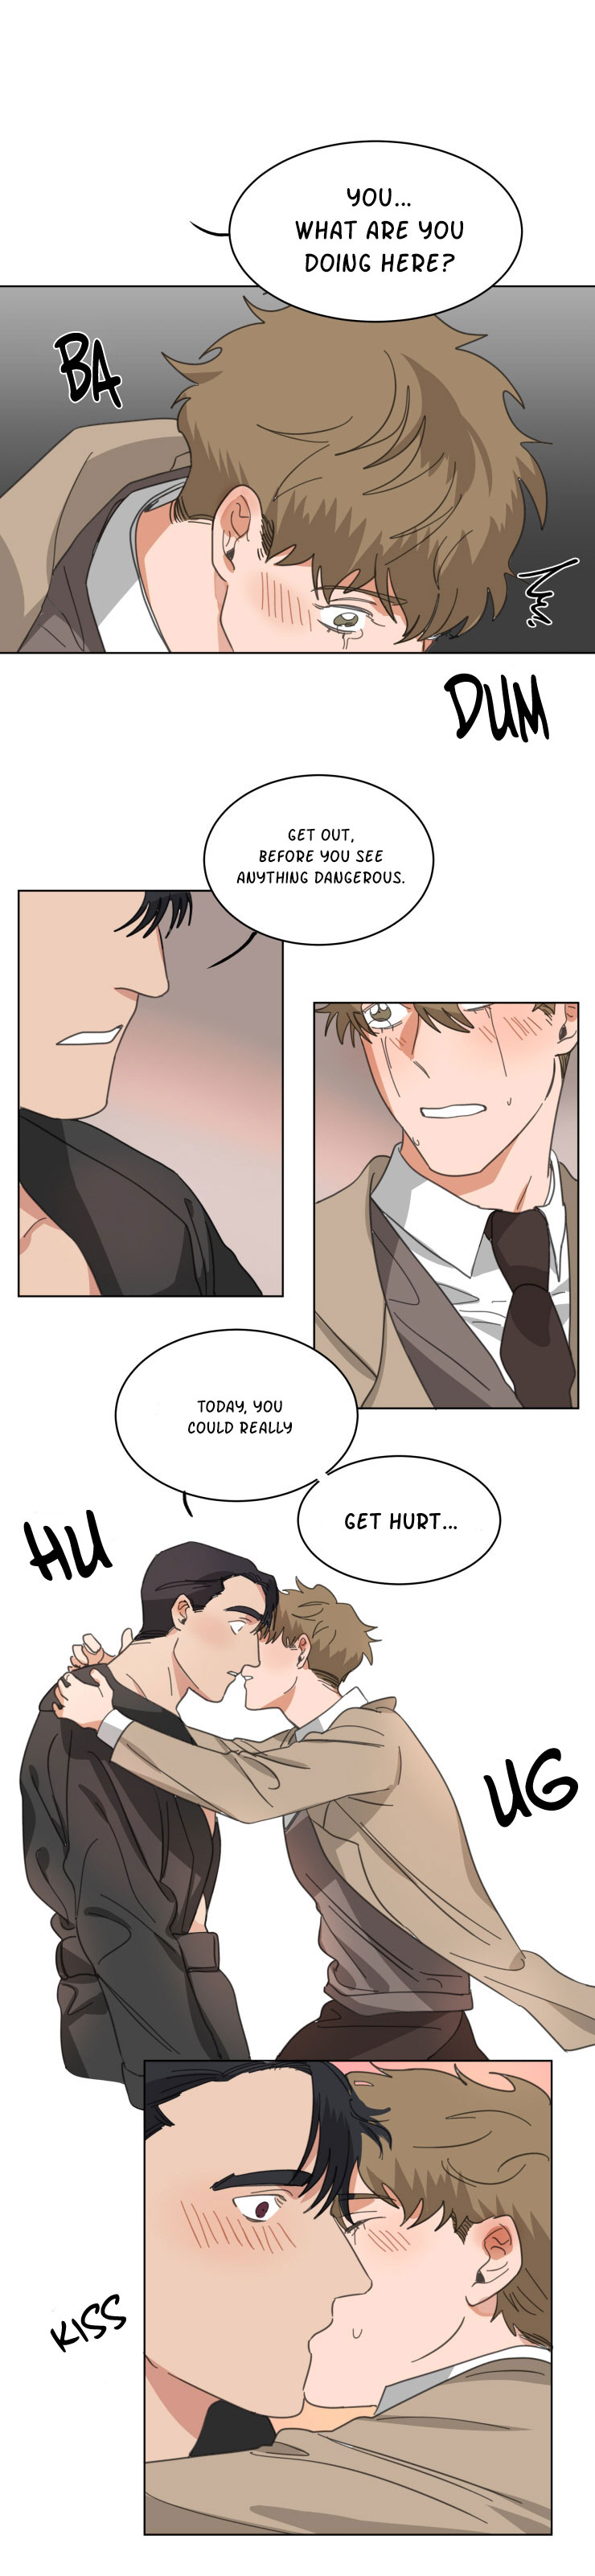 YOU...
WHAT ARE YOU
DOING HERE?
BA
DUM
GET OUT,
BEFORE YOU SEE
ANYTHING DANGEROUS.
TODAY, YOU
COULD REALLY
GET HURT...
HU
UG
KISS